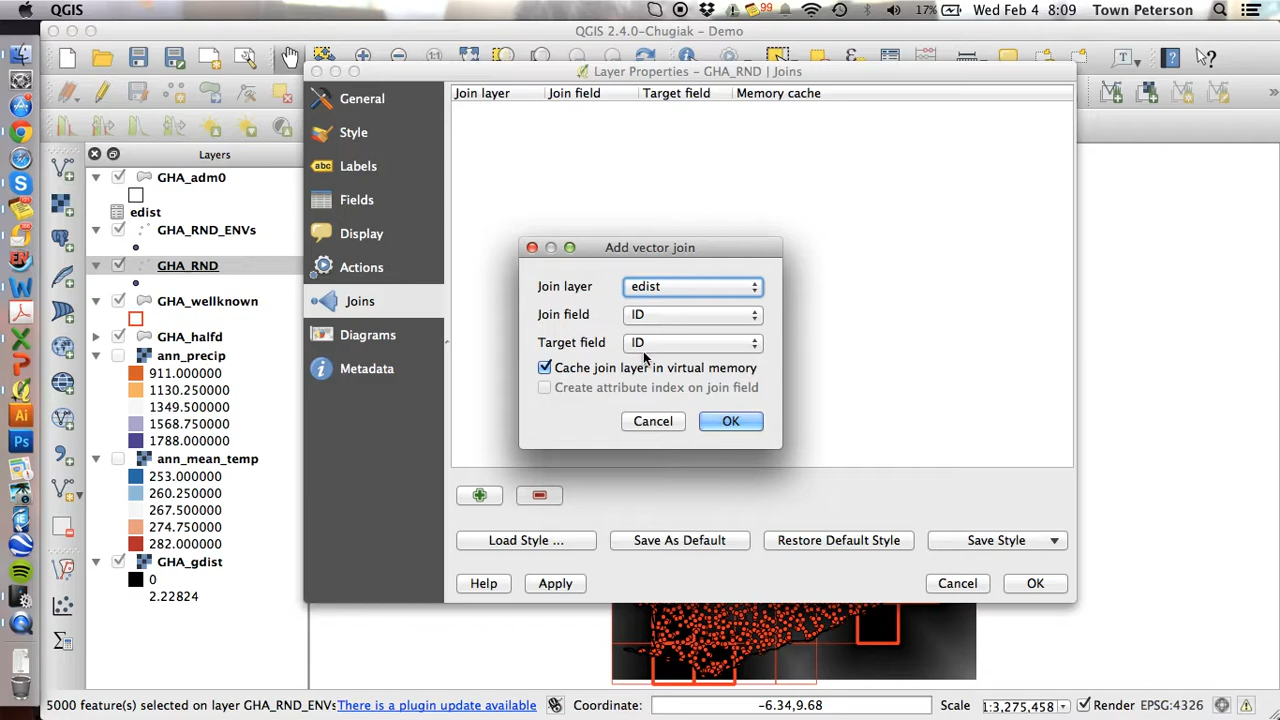 QGIS
99
17%
Wed Feb 4 8:09
Town Peterson
QGIS 2.4.0-Chugiak - Demo
Layer Properties - GHA_RND | Joins
General
Style
abc
Labels
Fields
Display
Actions
Joins
Diagrams
Metadata
Join layer
Join field
Target field
Memory cache
Add vector join
Join layer
edist
Join field
ID
Target field
ID
Cache join layer in virtual memory
Create attribute index on join field
Cancel
OK
Load Style ...
Save As Default
Restore Default Style
Save Style
Help
Apply
Cancel
OK
Layers
GHA_adm0
edist
GHA_RND_ENVs
GHA_RND
GHA_wellknown
GHA_halfd
ann_precip
911.000000
1130.250000
1349.500000
1568.750000
1788.000000
ann_mean_temp
253.000000
260.250000
267.500000
274.750000
282.000000
GHA_gdist
0
2.22824
5000 feature(s) selected on layer GHA_RND_ENVs
There is a plugin update available
Coordinate:
-6.34,9.68
Scale
1:3,275,458
Render
EPSG:4326